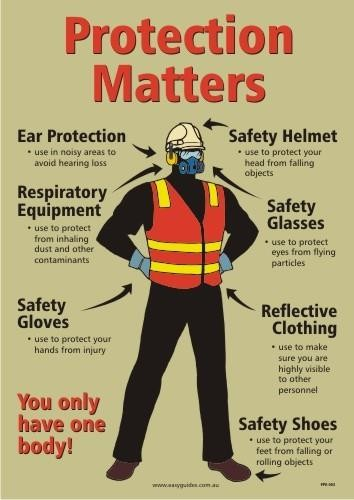 Protection
Matters
Ear Protection
• use in noisy areas to
avoid hearing loss
Safety Helmet
• use to protect your
head from falling
objects
Respiratory
Equipment
• use to protect
from inhaling
dust and other
contaminants
Safety
Glasses
• use to protect
eyes from flying
particles
Safety
Gloves
• use to protect your
hands from injury
Reflective
Clothing
• use to make
sure you are
highly visible
to other
personnel
You only
have one
body!
Safety Shoes
• use to protect your
feet from falling or
rolling objects
www.easyguides.com.au